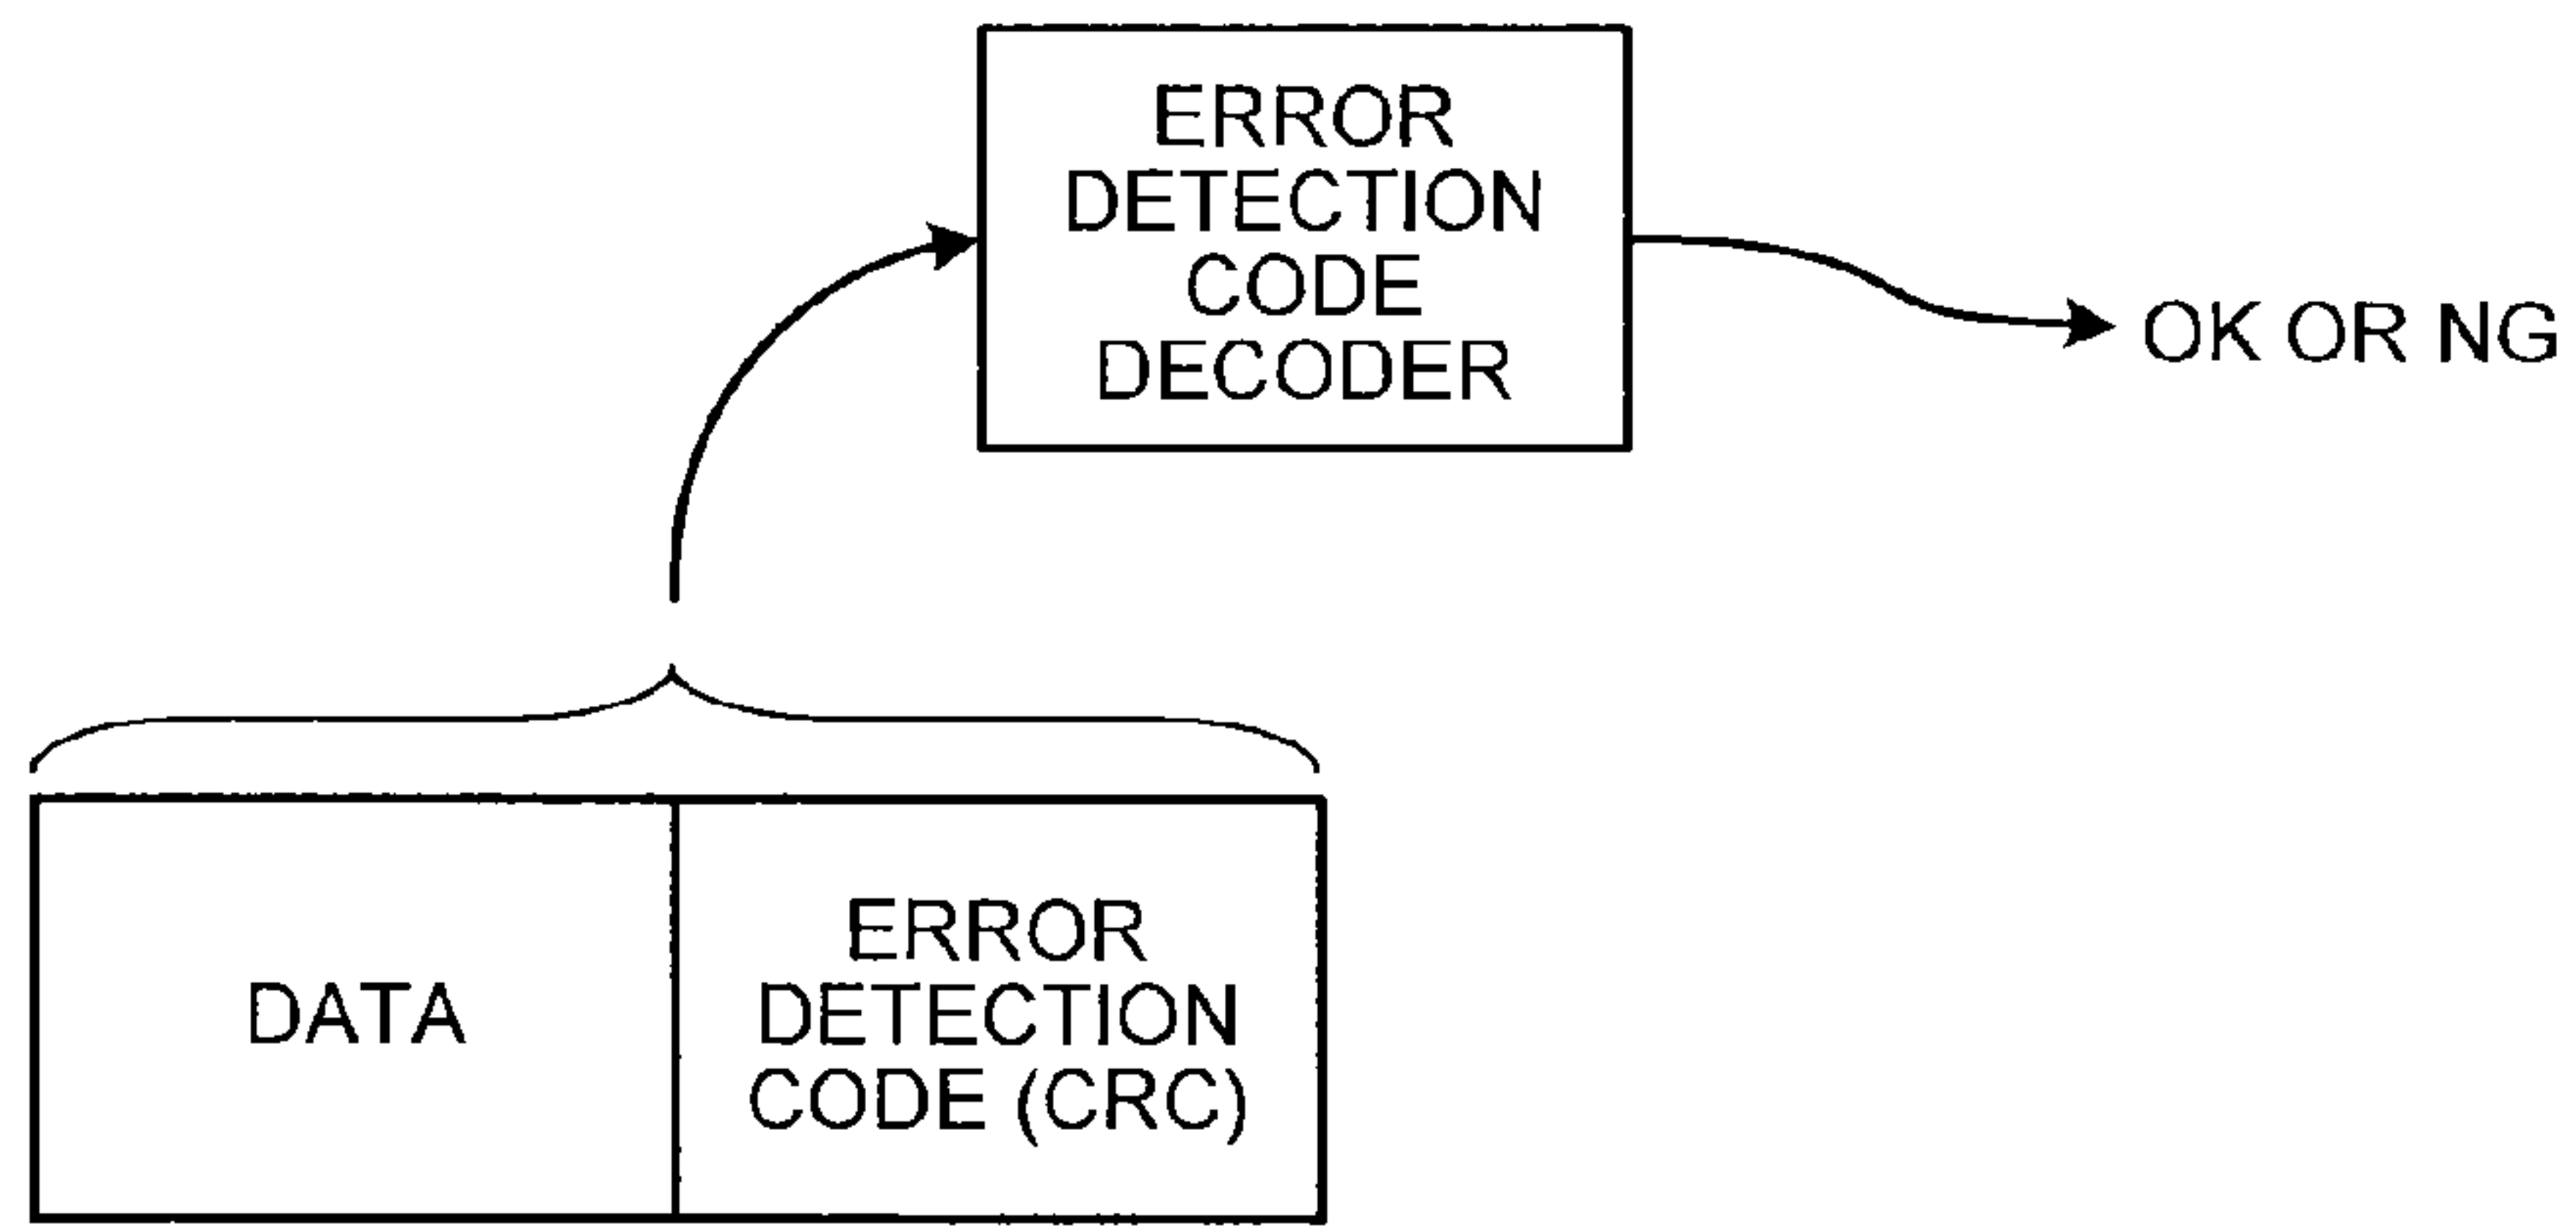 ERROR
DETECTION
CODE
DECODER
OK OR NG
DATA
ERROR
DETECTION
CODE (CRC)